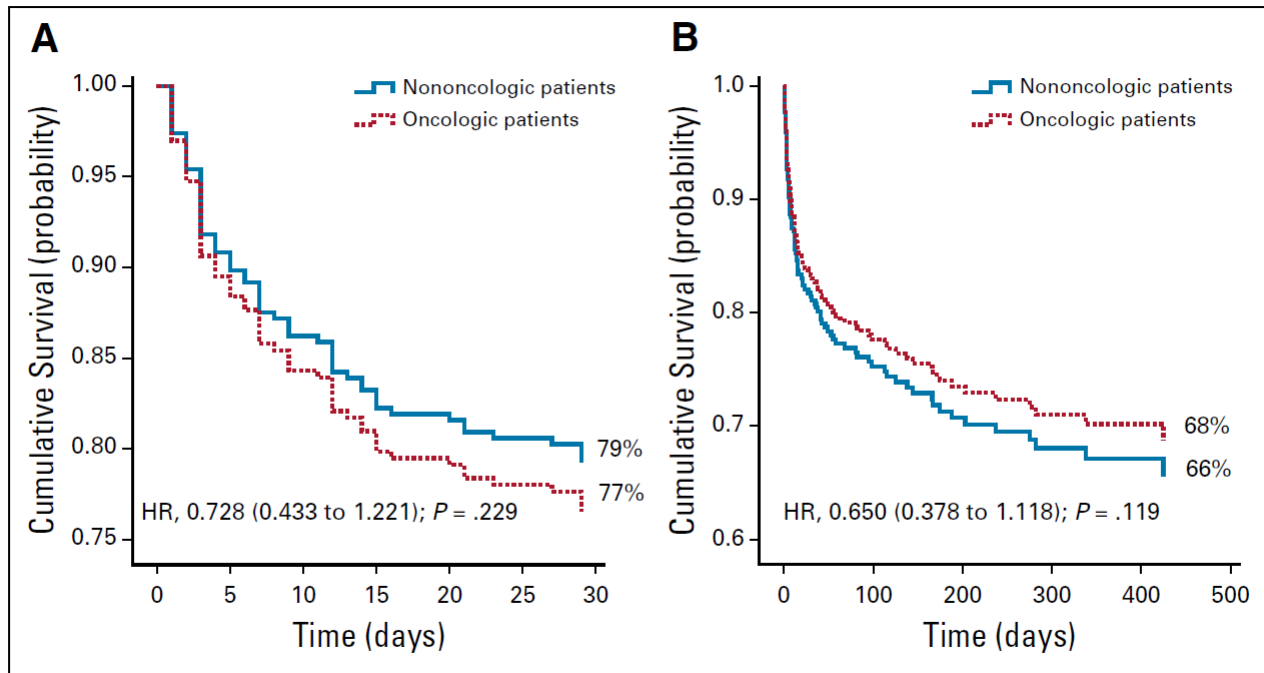 A
Cumulative Survival (probability)
1.00
0.95
0.90
0.85
0.80
0.75
Nononcologic patients
Oncologic patients
79%
77%
HR, 0.728 (0.433 to 1.221); P = .229
0 5 10 15 20 25 30
Time (days)
B
Cumulative Survival (probability)
1.0
0.9
0.8
0.7
0.6
Nononcologic patients
Oncologic patients
68%
66%
HR, 0.650 (0.378 to 1.118); P = .119
0 100 200 300 400 500
Time (days)